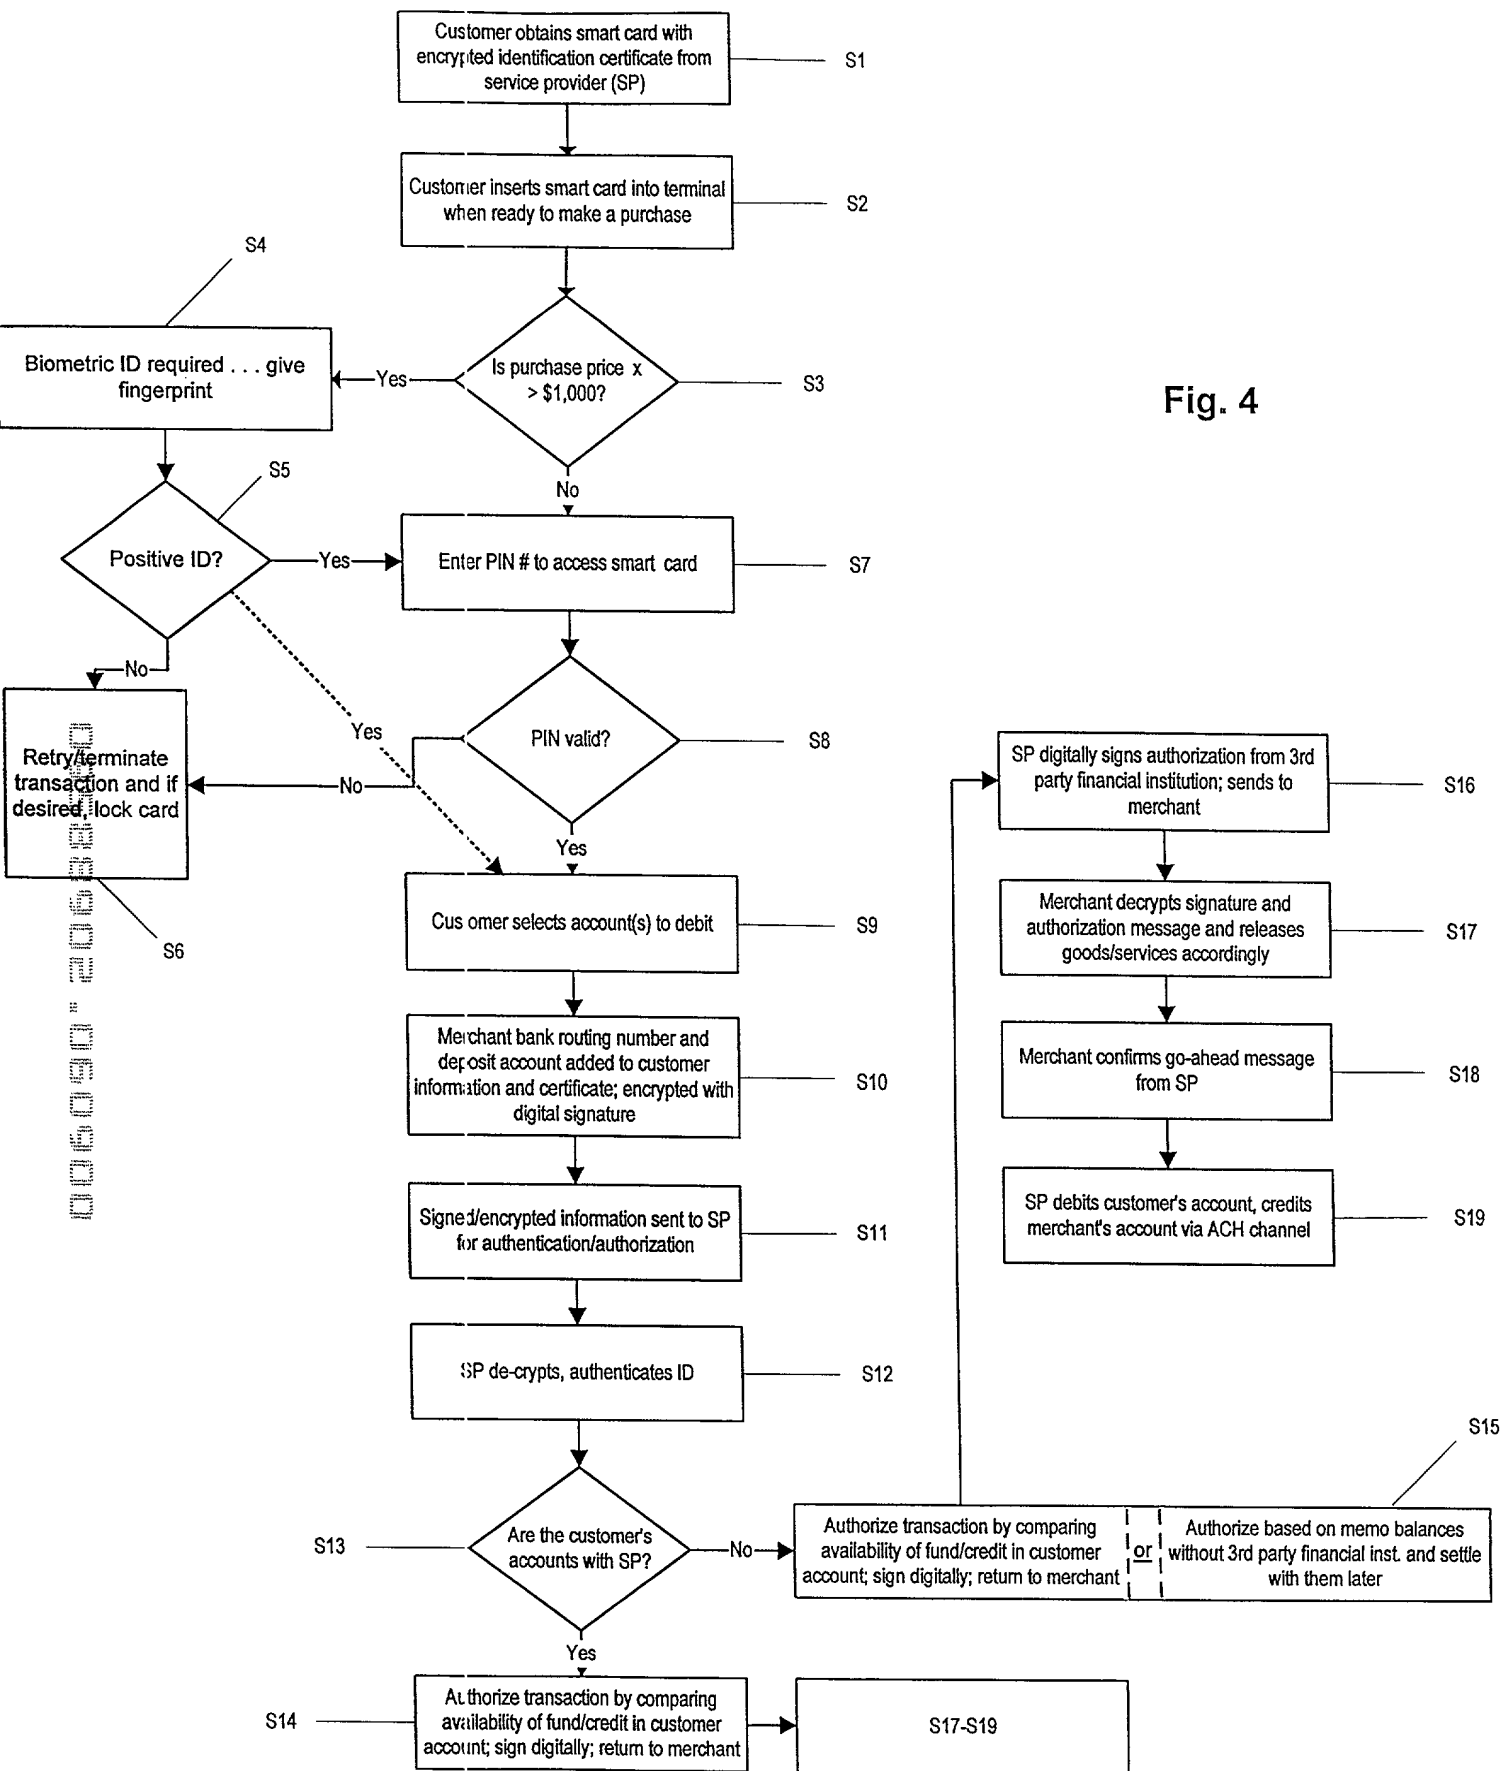 Customer obtains smart card with
encrypted identification certificate from
service provider (SP)
S1
Customer inserts smart card into terminal
when ready to make a purchase
S2
S4
Biometric ID required . . . give
fingerprint
Yes
Is purchase price x
> $1,000?
S3
Fig. 4
No
S5
Positive ID?
Yes
Enter PIN # to access smart card
S7
No
Yes
PIN valid?
S8
Retry/terminate
transaction and if
desired, lock card
No
S6
Yes
Cus omer selects account(s) to debit
S9
Merchant bank routing number and
deposit account added to customer
information and certificate; encrypted with
digital signature
S10
Signed/encrypted information sent to SP
for authentication/authorization
S11
SP de-crypts, authenticates ID
S12
S13
Are the customer's
accounts with SP?
No
Authorize transaction by comparing
availability of fund/credit in customer
account; sign digitally; return to merchant
or
Authorize based on memo balances
without 3rd party financial inst. and settle
with them later
S15
Yes
S14
Authorize transaction by comparing
availability of fund/credit in customer
account; sign digitally; return to merchant
S17-S19
SP digitally signs authorization from 3rd
party financial institution; sends to
merchant
S16
Merchant decrypts signature and
authorization message and releases
goods/services accordingly
S17
Merchant confirms go-ahead message
from SP
S18
SP debits customer's account, credits
merchant's account via ACH channel
S19